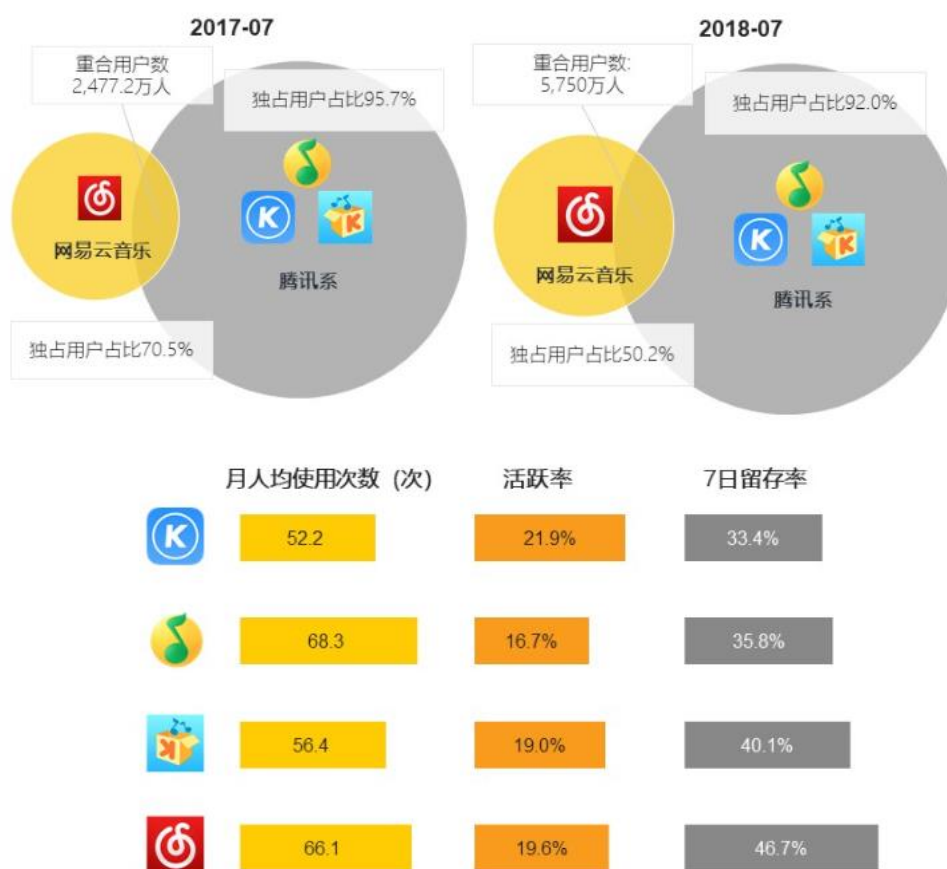 2017-07
重合用户数
2,477.2万人
独占用户占比95.7%
网易云音乐
腾讯系
独占用户占比70.5%
2018-07
重合用户数:
5,750万人
独占用户占比92.0%
网易云音乐
腾讯系
独占用户占比50.2%
月人均使用次数 (次) 活跃率 7日留存率
K 52.2 21.9% 33.4%
68.3 16.7% 35.8%
K 56.4 19.0% 40.1%
66.1 19.6% 46.7%